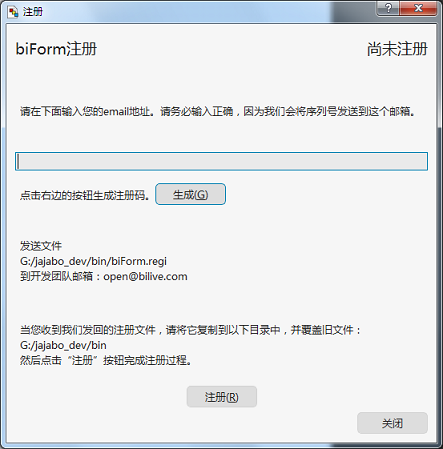 注册
biForm注册
尚未注册
请在下面输入您的email地址。请务必输入正确，因为我们会将序列号发送到这个邮箱。
点击右边的按钮生成注册码。 生成(G)
发送文件
G:/jajabo_dev/bin/biForm.regi
到开发团队邮箱：open@bilive.com
当您收到我们发回的注册文件，请将它复制到以下目录中，并覆盖旧文件：
G:/jajabo_dev/bin
然后点击“注册”按钮完成注册过程。
注册(R)
关闭